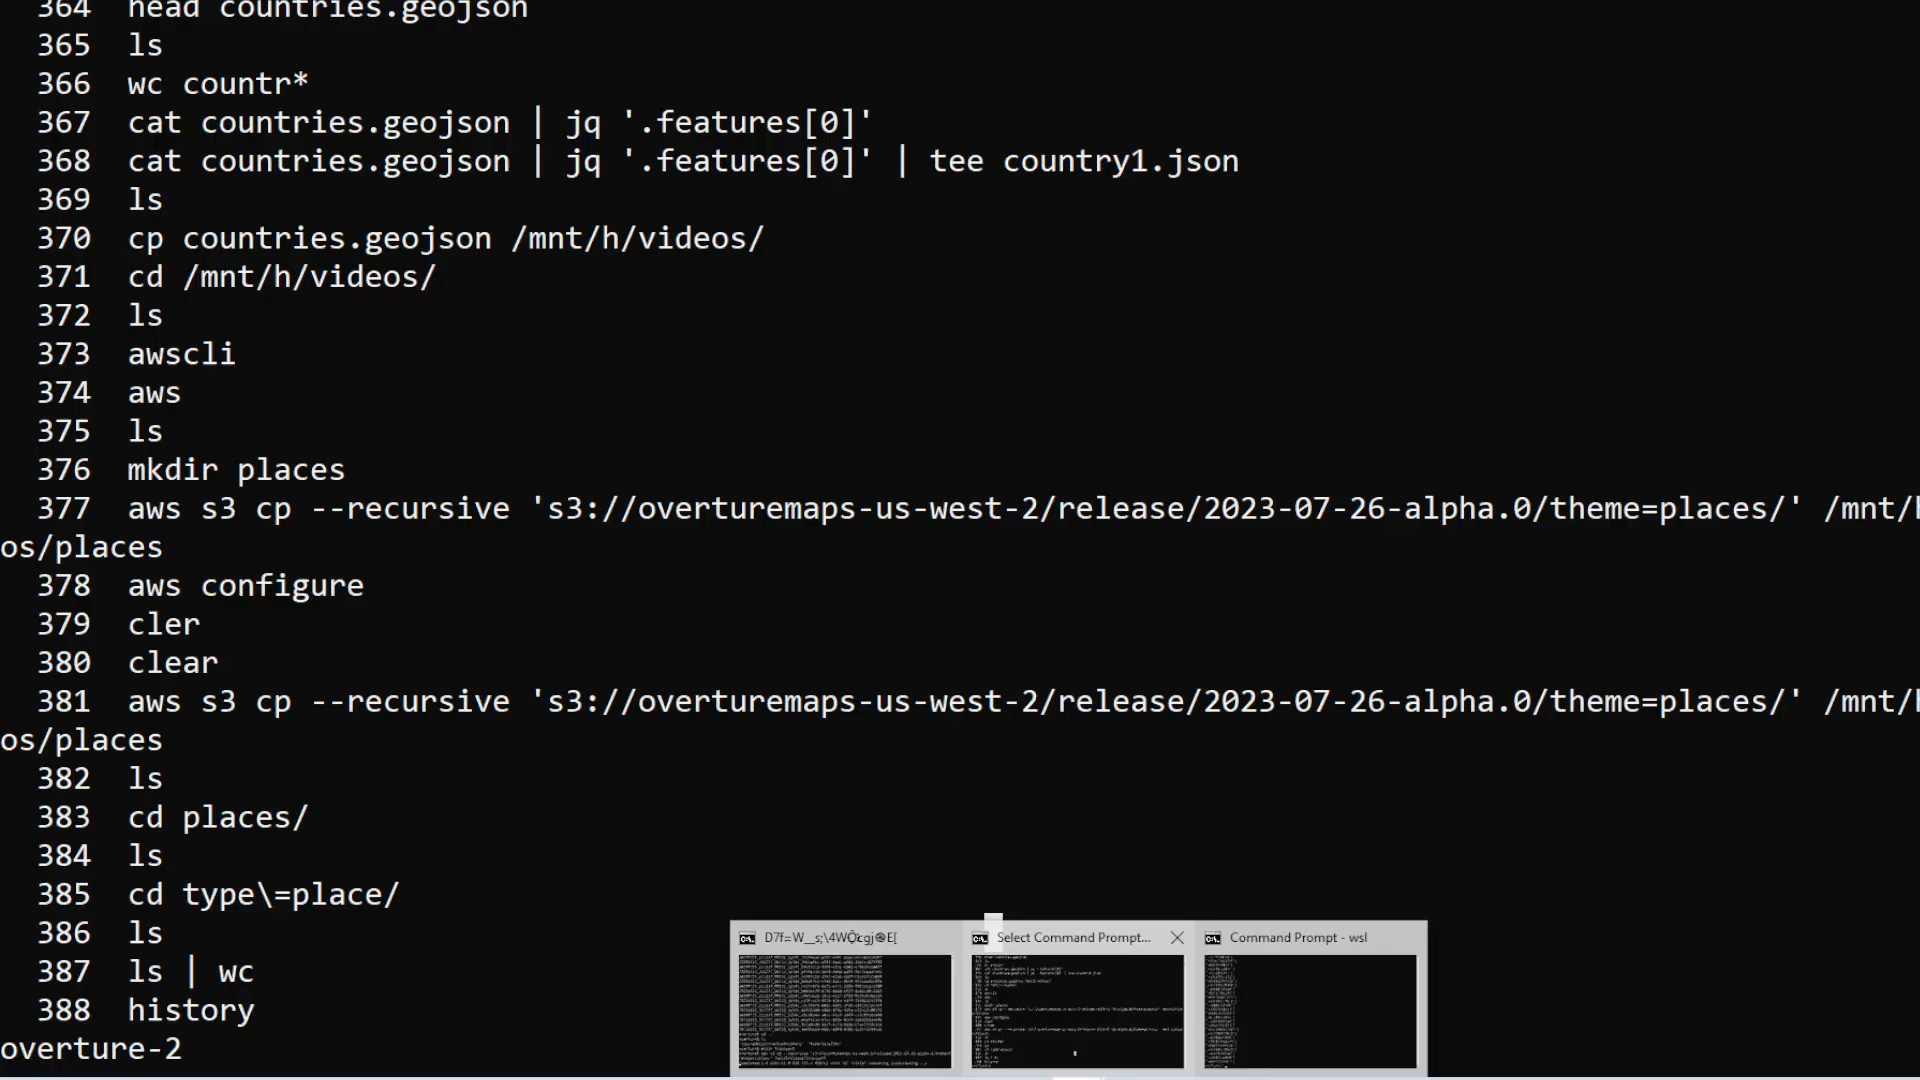 364 head countries.geojson
365 ls
366 wc countr*
367 cat countries.geojson | jq '.features[0]'
368 cat countries.geojson | jq '.features[0]' | tee country1.json
369 ls
370 cp countries.geojson /mnt/h/videos/
371 cd /mnt/h/videos/
372 ls
373 awscli
374 aws
375 ls
376 mkdir places
377 aws s3 cp --recursive 's3://overturemaps-us-west-2/release/2023-07-26-alpha.0/theme=places/' /mnt/h
os/places
378 aws configure
379 cler
380 clear
381 aws s3 cp --recursive 's3://overturemaps-us-west-2/release/2023-07-26-alpha.0/theme=places/' /mnt/h
os/places
382 ls
383 cd places/
384 ls
385 cd type\=place/
386 ls
387 ls | wc
388 history
overture-2
Select Command Prompt...
Command Prompt - wsl